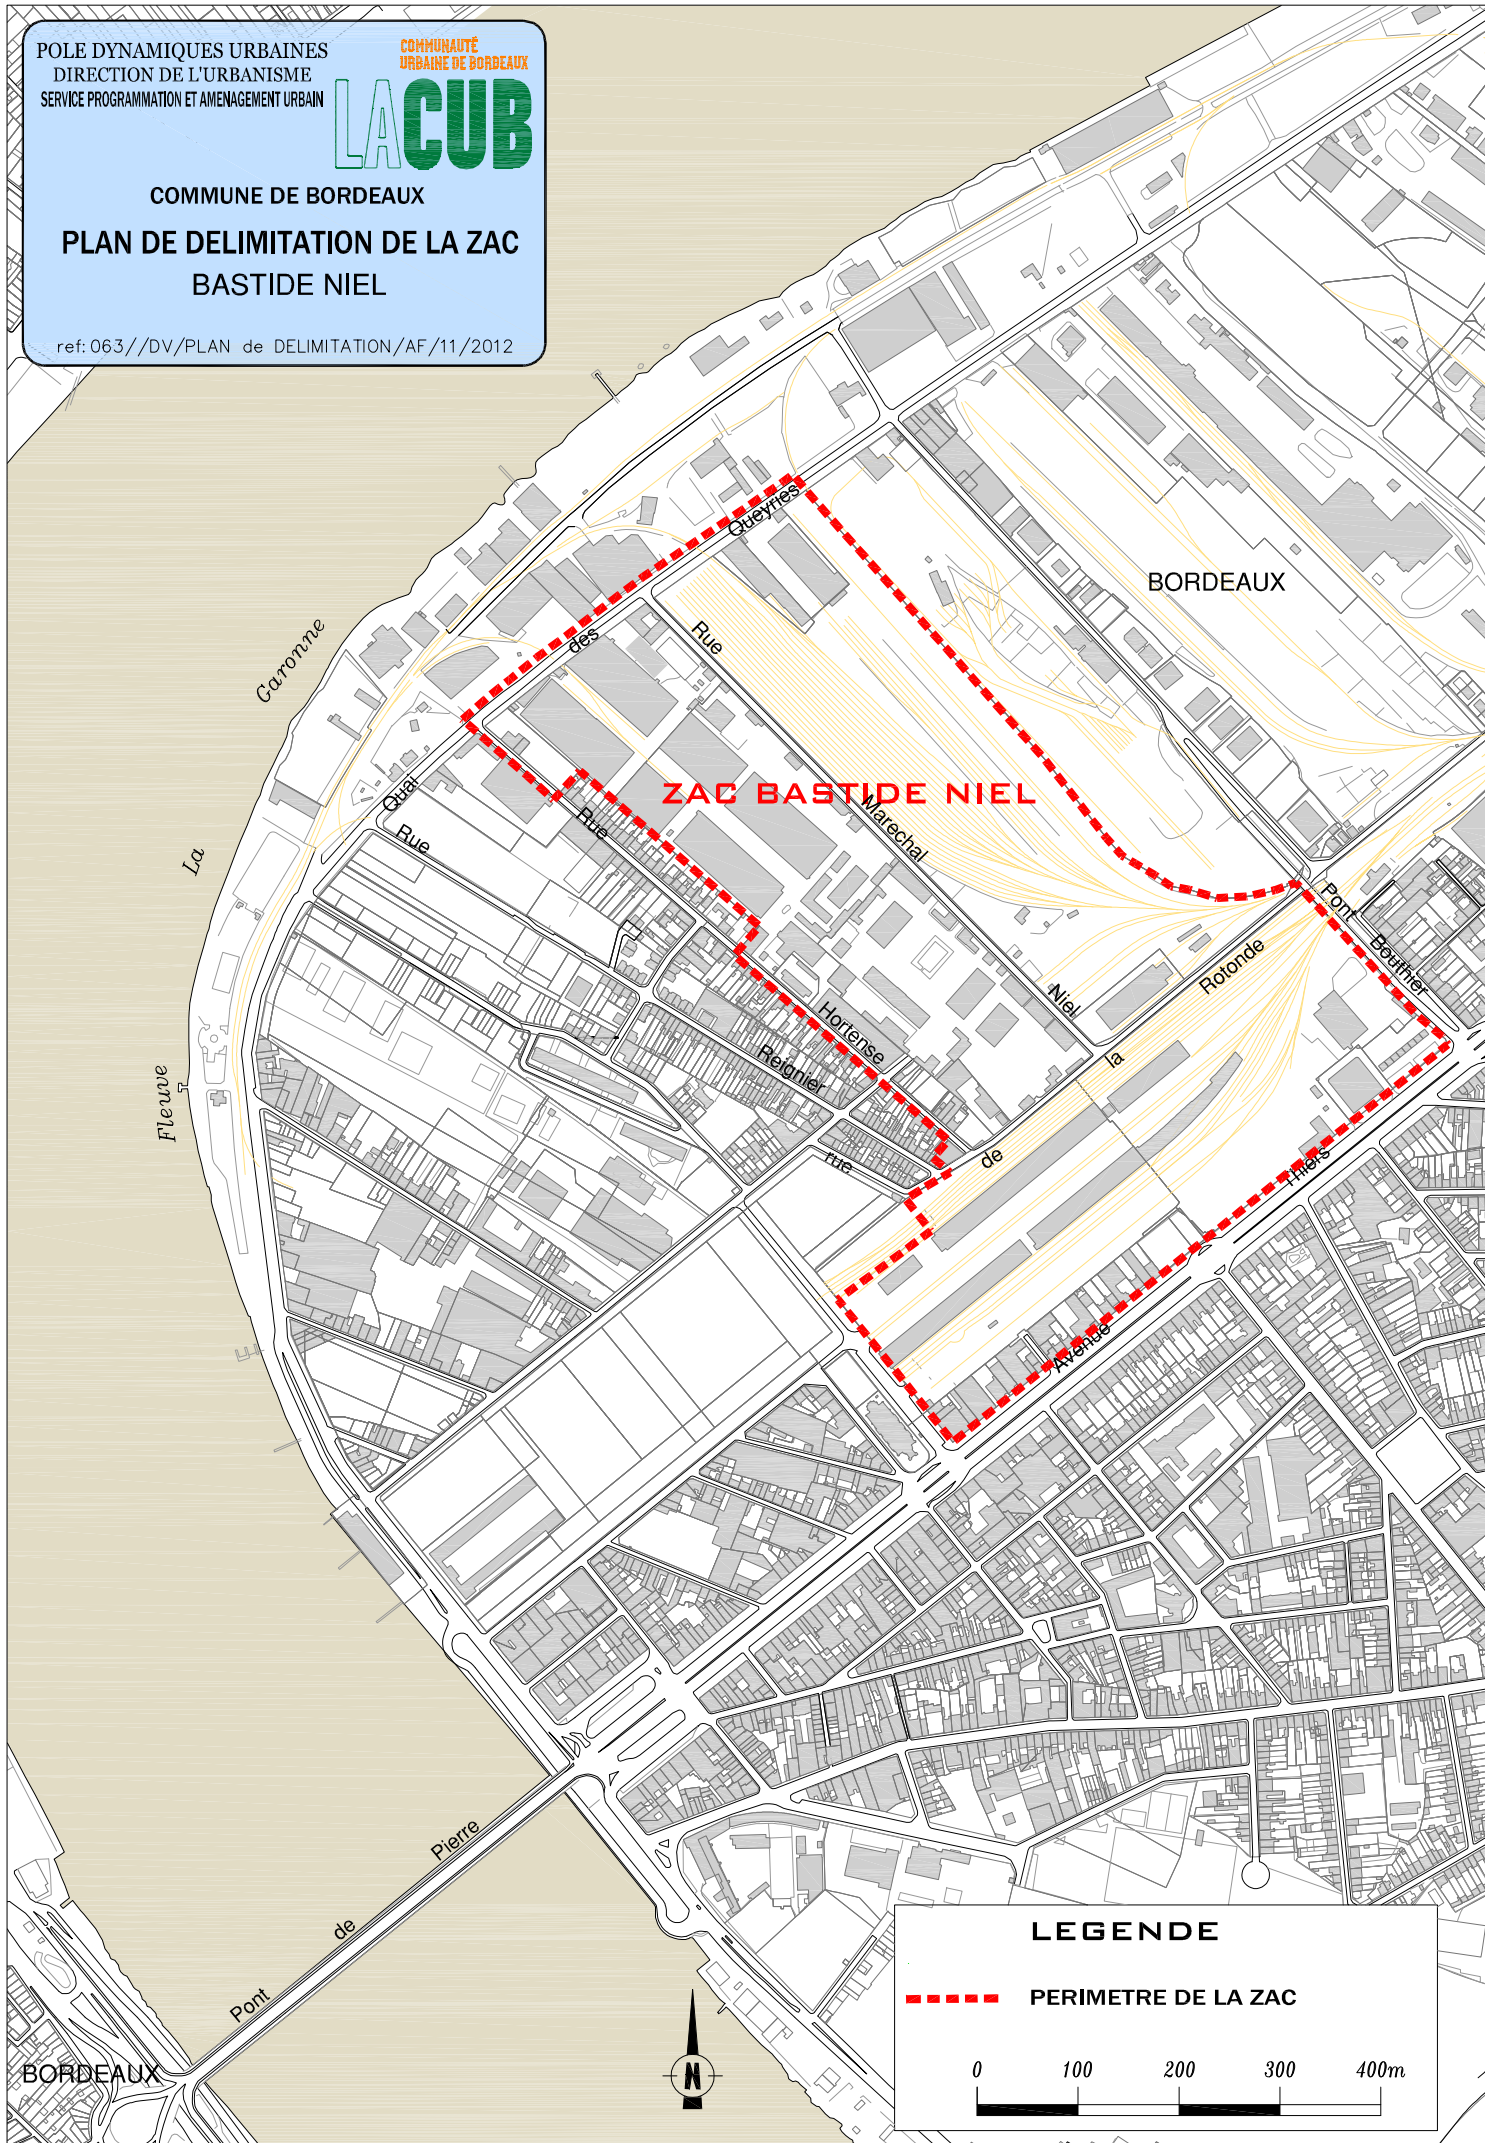 POLE DYNAMIQUES URBAINES
DIRECTION DE L'URBANISME
SERVICE PROGRAMMATION ET AMENAGEMENT URBAIN
COMMUNAUTÉ
URBAINE DE BORDEAUX
LACUB
COMMUNE DE BORDEAUX
PLAN DE DELIMITATION DE LA ZAC
BASTIDE NIEL
ref: 063//DV/PLAN de DELIMITATION/AF/11/2012
Quai des Queyries
BORDEAUX
Fleuve La Garonne
Rue Marechal Niel
ZAC BASTIDE NIEL
Rue Hortense
Rue Reignier
Pont Bouthier
rue de la Rotonde
Avenue Thiers
Pont de Pierre
BORDEAUX
N
LEGENDE
PERIMETRE DE LA ZAC
0 100 200 300 400m